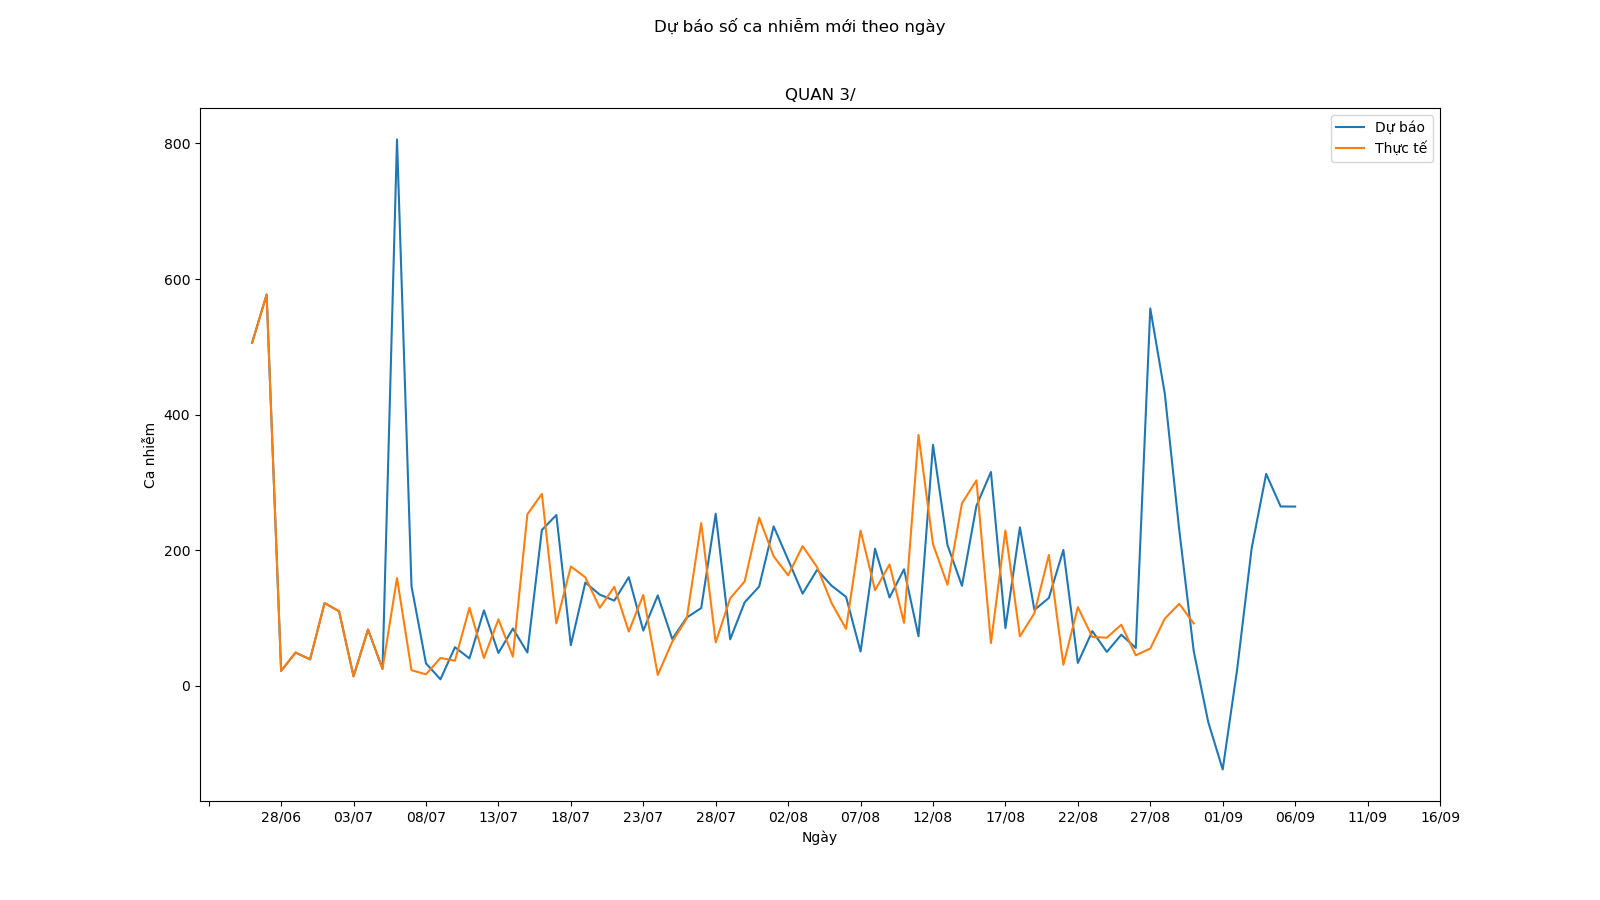 Dự báo số ca nhiễm mới theo ngày
QUAN 3/
Dự báo
Thực tế
800
600
400
200
0
Ca nhiễm
28/06 03/07 08/07 13/07 18/07 23/07 28/07 02/08 07/08 12/08 17/08 22/08 27/08 01/09 06/09 11/09 16/09
Ngày